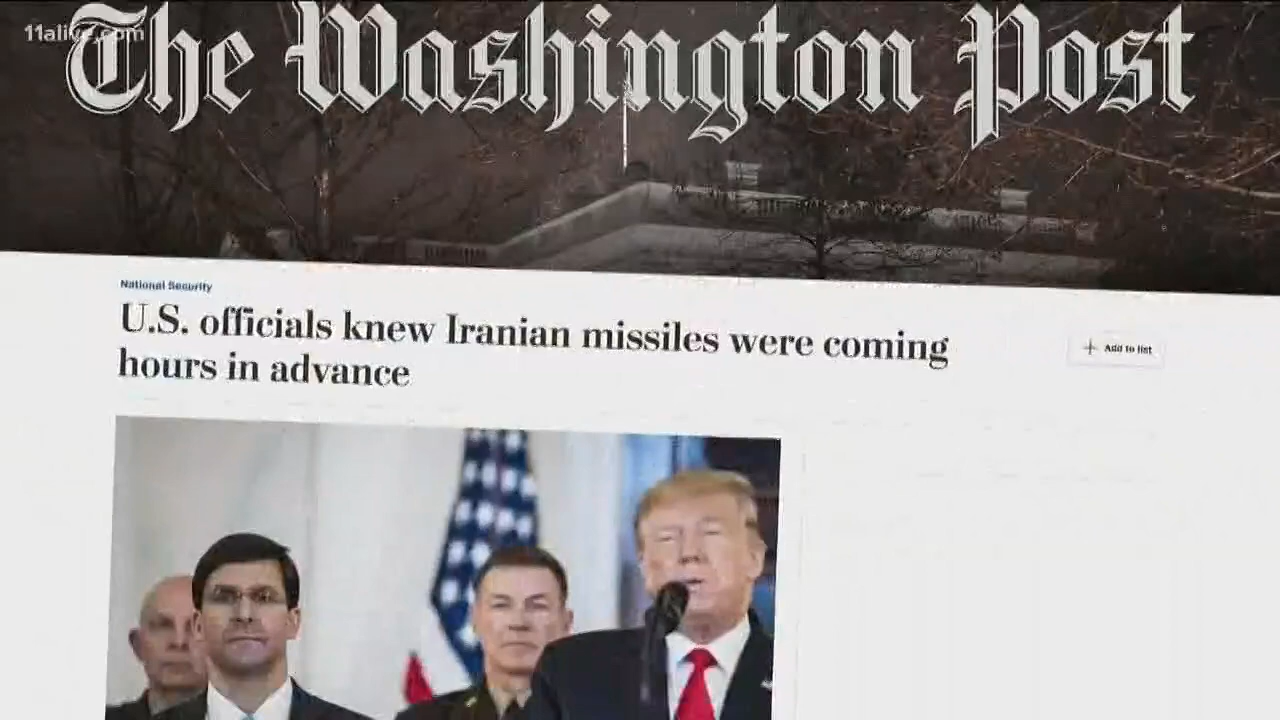 11alive.com
The Washington Post
National Security
U.S. officials knew Iranian missiles were coming
hours in advance
+ Add to list